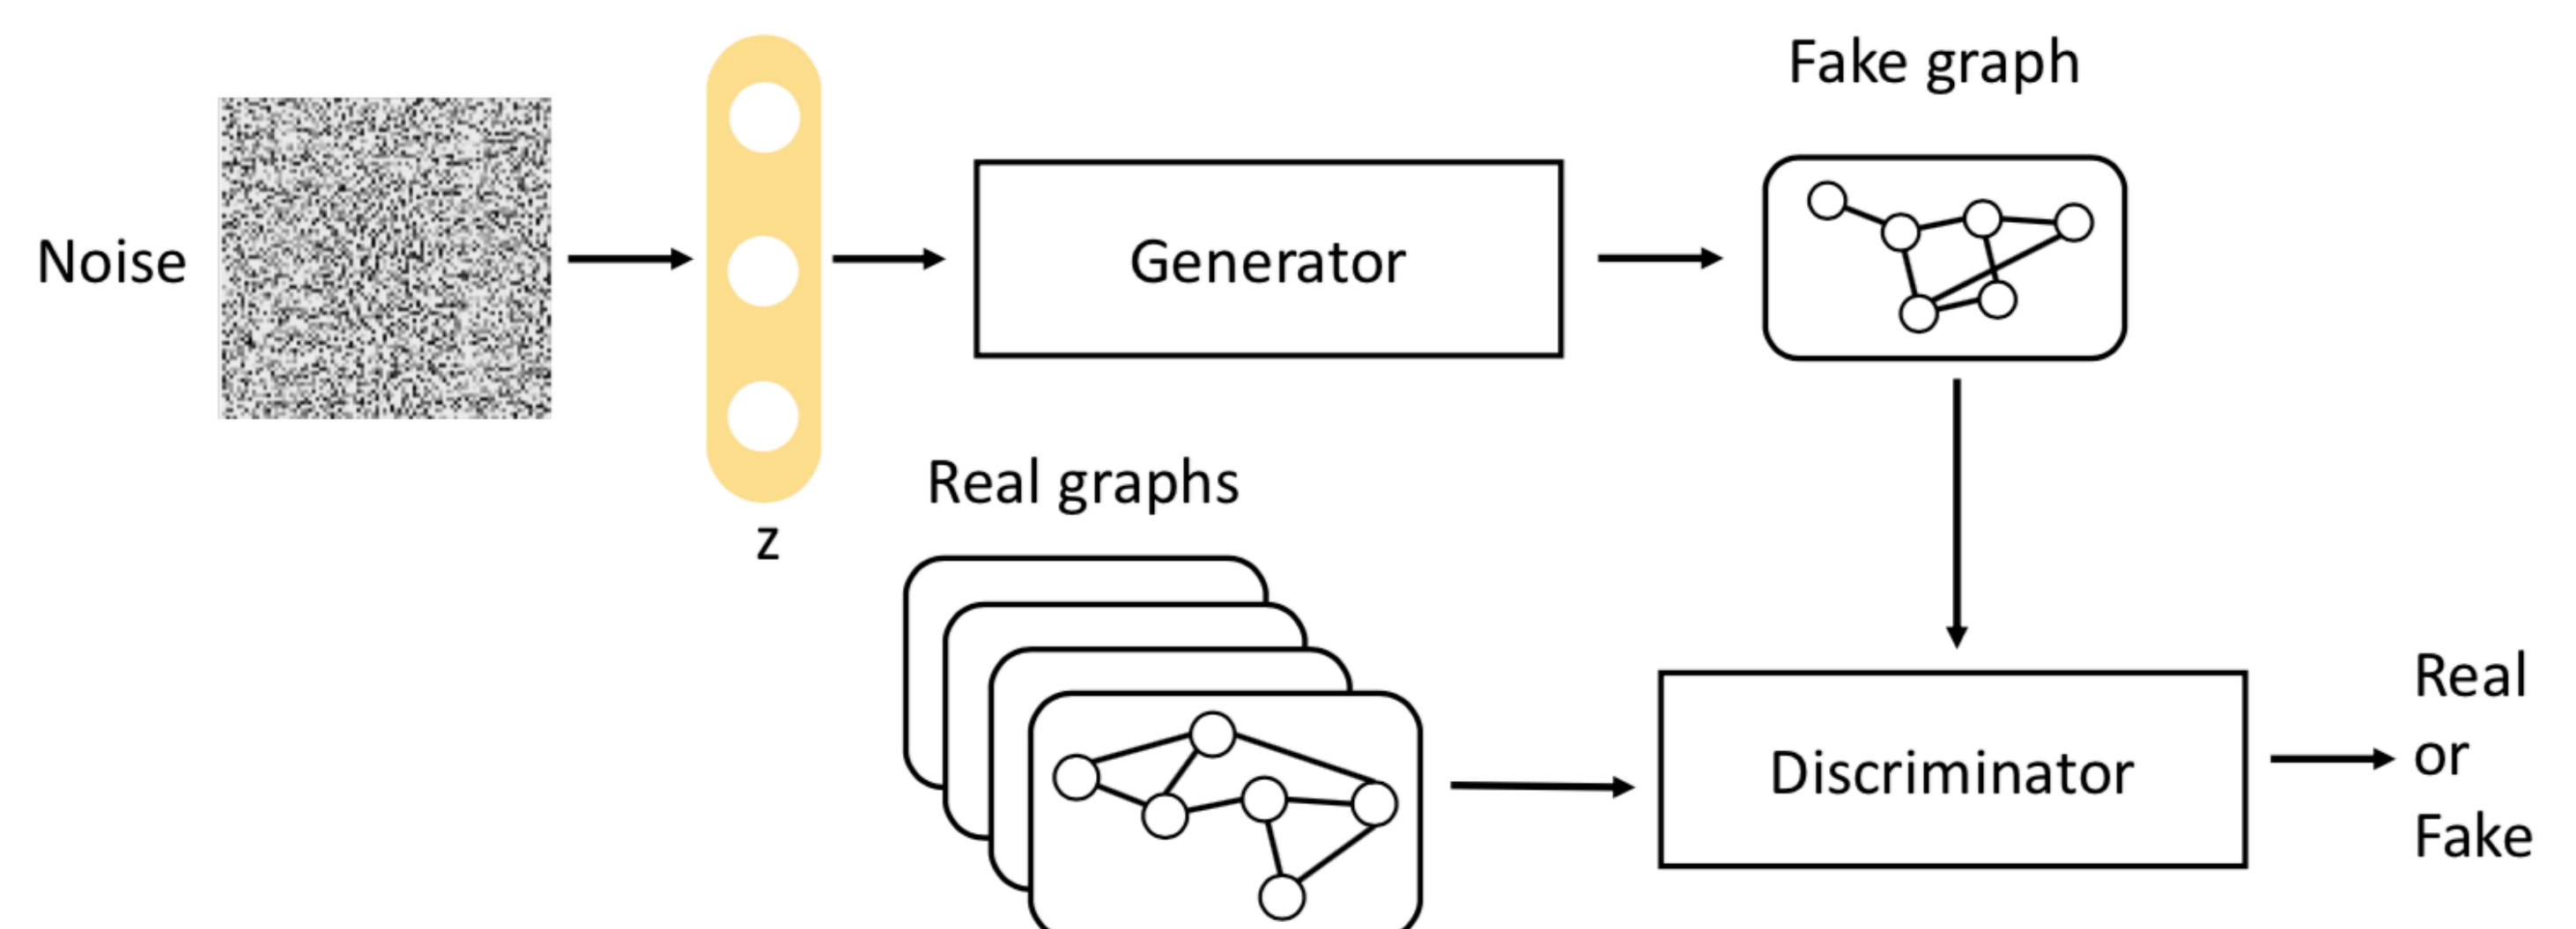 Fake graph
Noise
Generator
Real graphs
z
Discriminator
Real
or
Fake